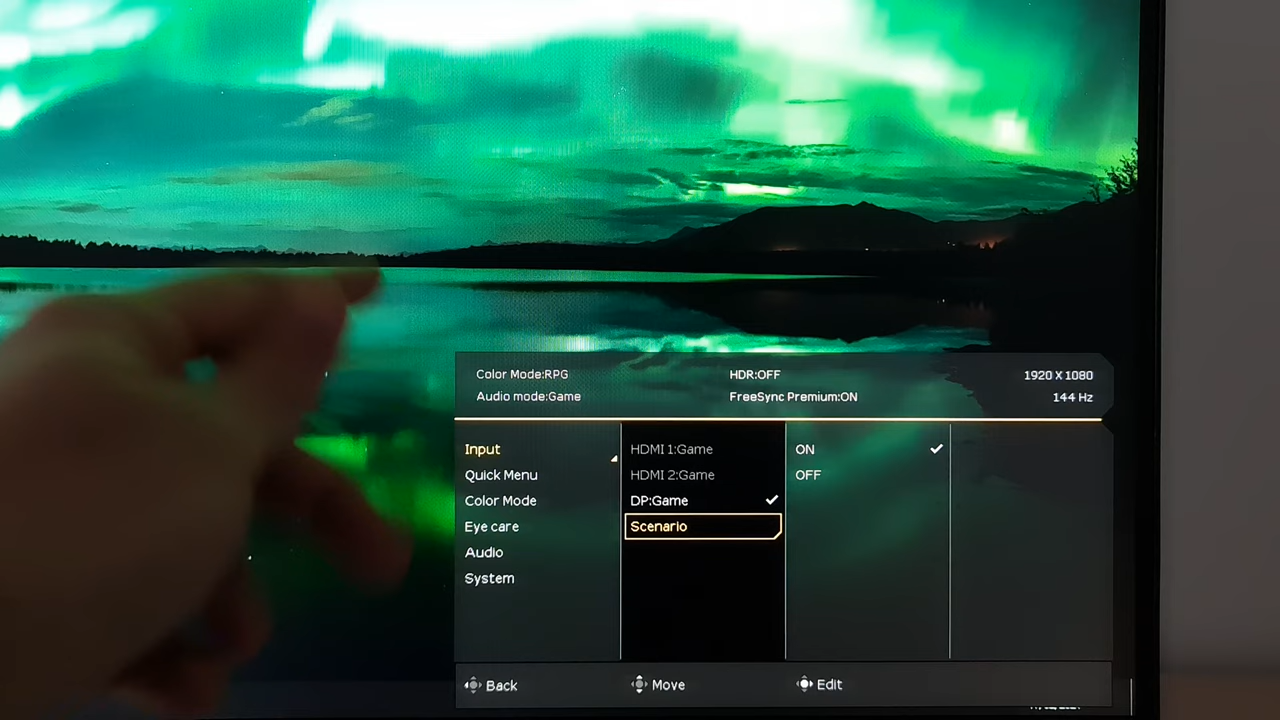 Color Mode:RPG
HDR:OFF
1920 X 1080
Audio mode:Game
FreeSync Premium:ON
144 Hz
Input
HDMI 1:Game
ON
Quick Menu
HDMI 2:Game
OFF
Color Mode
DP:Game
Eye care
Scenario
Audio
System
Back
Move
Edit